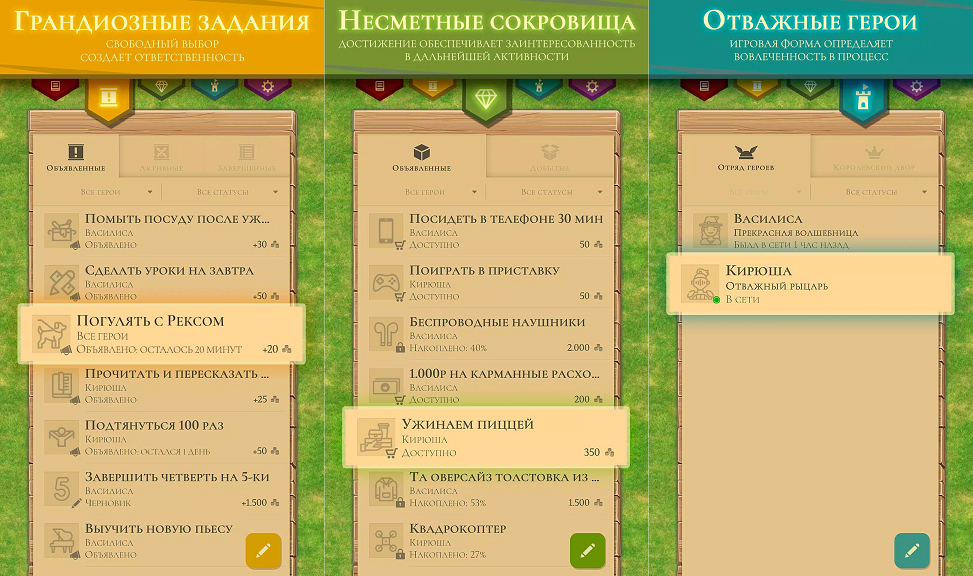 Грандиозные задания
свободный выбор
создает ответственность
Объявленные
Активные
Завершенные
Все герои
Все статусы
Помыть посуду после уж...
Василиса
Объявлено
+30
Сделать уроки на завтра
Василиса
Объявлено
+50
Погулять с Рексом
Все герои
Объявлено: осталось 20 минут
+20
Прочитать и пересказать ...
Кирюша
Объявлено
+25
Подтянуться 100 раз
Кирюша
Объявлено: остался 1 день
+50
Завершить четверть на 5-ки
Василиса
Черновик
+1.500
Выучить новую пьесу
Василиса
Объявлено
Несметные сокровища
достижение обеспечивает заинтересованность
в дальнейшей активности
Объявленные
Добытые
Все герои
Все статусы
Посидеть в телефоне 30 мин
Василиса
Доступно
50
Поиграть в приставку
Кирюша
Доступно
50
Беспроводные наушники
Василиса
Накоплено: 40%
2.000
1.000р на карманные расхо...
Василиса
Доступно
200
Ужинаем пиццей
Кирюша
Доступно
350
Та оверсайз толстовка из ...
Василиса
Накоплено: 53%
1.500
Квадрокоптер
Кирюша
Накоплено: 27%
Отважные герои
игровая форма определяет
вовлеченность в процесс
Отряд героев
Королевский двор
Все статусы
Василиса
Прекрасная волшебница
Была в сети 1 час назад
Кирюша
Отважный рыцарь
В сети